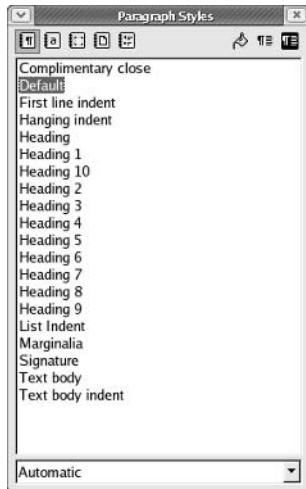 Paragraph Styles
Complimentary close
Default
First line indent
Hanging indent
Heading
Heading 1
Heading 10
Heading 2
Heading 3
Heading 4
Heading 5
Heading 6
Heading 7
Heading 8
Heading 9
List Indent
Marginalia
Signature
Text body
Text body indent
Automatic